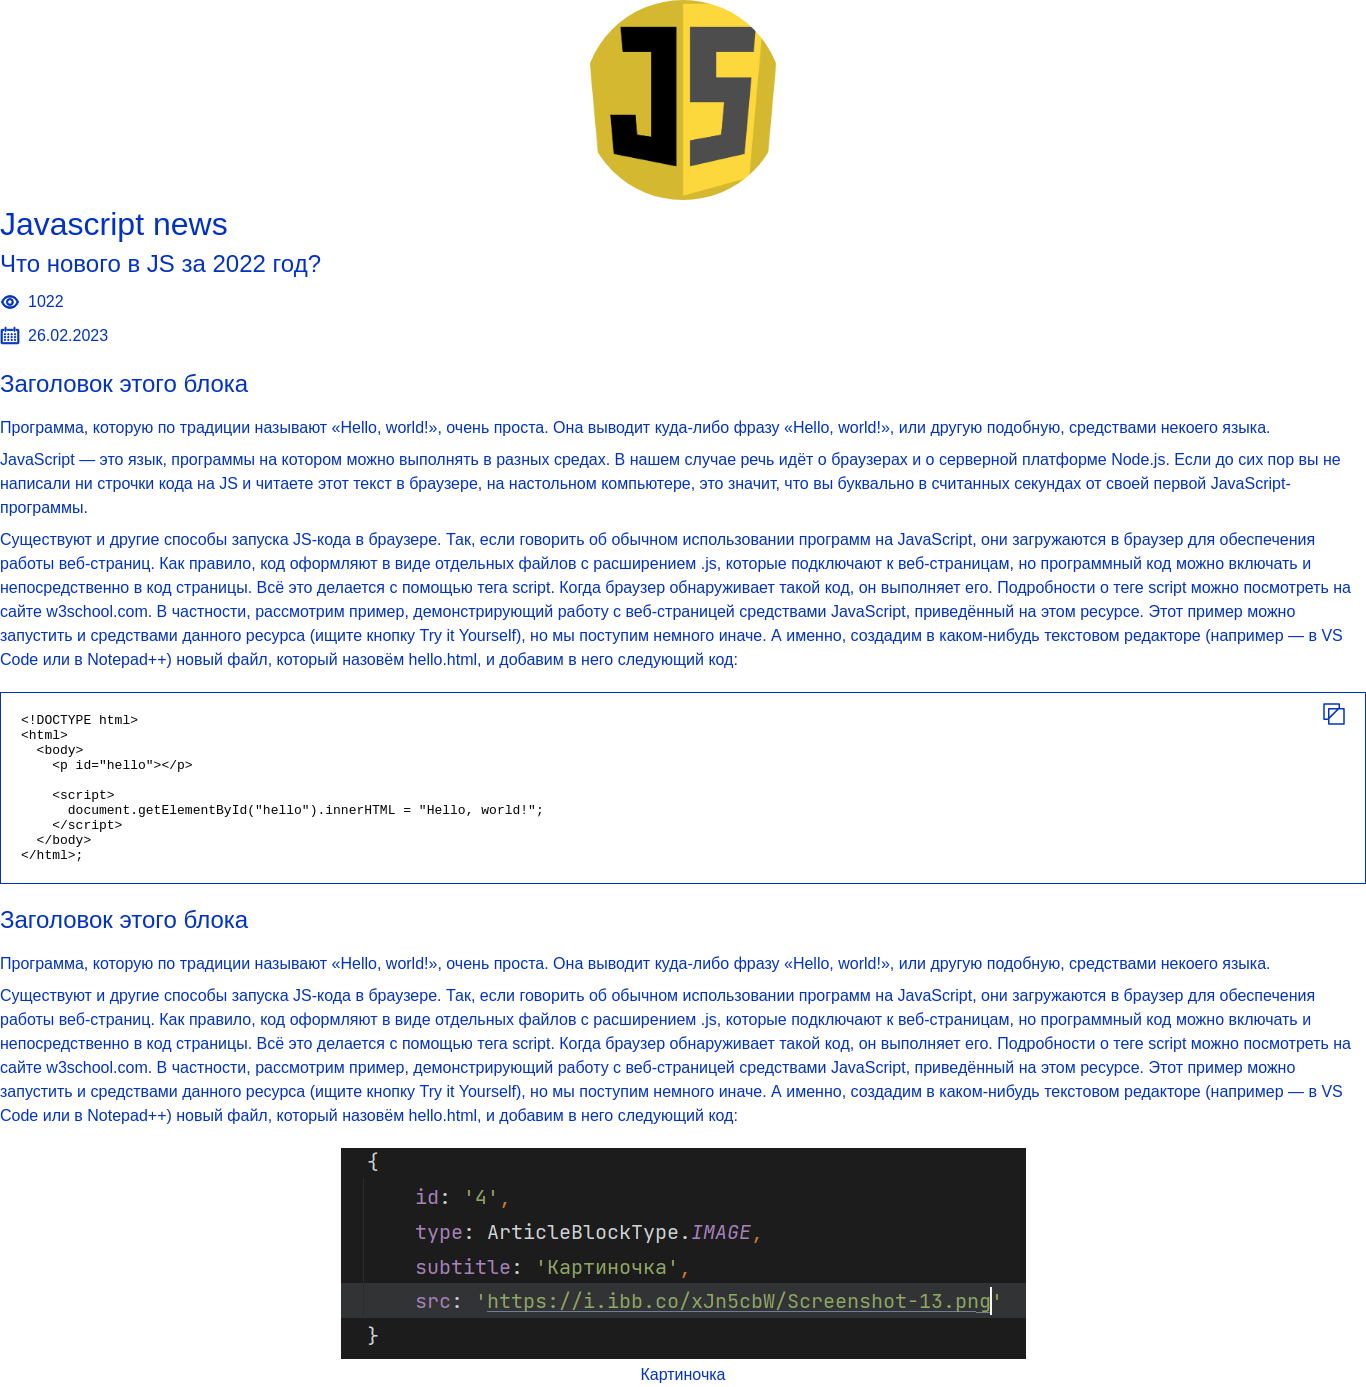 JS
Javascript news
Что нового в JS за 2022 год?
1022
26.02.2023
Заголовок этого блока
Программа, которую по традиции называют «Hello, world!», очень проста. Она выводит куда-либо фразу «Hello, world!», или другую подобную, средствами некоего языка.
JavaScript — это язык, программы на котором можно выполнять в разных средах. В нашем случае речь идёт о браузерах и о серверной платформе Node.js. Если до сих пор вы не
написали ни строчки кода на JS и читаете этот текст в браузере, на настольном компьютере, это значит, что вы буквально в считанных секундах от своей первой JavaScript-
программы.
Существуют и другие способы запуска JS-кода в браузере. Так, если говорить об обычном использовании программ на JavaScript, они загружаются в браузер для обеспечения
работы веб-страниц. Как правило, код оформляют в виде отдельных файлов с расширением .js, которые подключают к веб-страницам, но программный код можно включать и
непосредственно в код страницы. Всё это делается с помощью тега script. Когда браузер обнаруживает такой код, он выполняет его. Подробности о теге script можно посмотреть на
сайте w3school.com. В частности, рассмотрим пример, демонстрирующий работу с веб-страницей средствами JavaScript, приведённый на этом ресурсе. Этот пример можно
запустить и средствами данного ресурса (ищите кнопку Try it Yourself), но мы поступим немного иначе. А именно, создадим в каком-нибудь текстовом редакторе (например — в VS
Code или в Notepad++) новый файл, который назовём hello.html, и добавим в него следующий код:
<!DOCTYPE html>
<html>
  <body>
    <p id="hello"></p>

    <script>
      document.getElementById("hello").innerHTML = "Hello, world!";
    </script>
  </body>
</html>;
Заголовок этого блока
Программа, которую по традиции называют «Hello, world!», очень проста. Она выводит куда-либо фразу «Hello, world!», или другую подобную, средствами некоего языка.
Существуют и другие способы запуска JS-кода в браузере. Так, если говорить об обычном использовании программ на JavaScript, они загружаются в браузер для обеспечения
работы веб-страниц. Как правило, код оформляют в виде отдельных файлов с расширением .js, которые подключают к веб-страницам, но программный код можно включать и
непосредственно в код страницы. Всё это делается с помощью тега script. Когда браузер обнаруживает такой код, он выполняет его. Подробности о теге script можно посмотреть на
сайте w3school.com. В частности, рассмотрим пример, демонстрирующий работу с веб-страницей средствами JavaScript, приведённый на этом ресурсе. Этот пример можно
запустить и средствами данного ресурса (ищите кнопку Try it Yourself), но мы поступим немного иначе. А именно, создадим в каком-нибудь текстовом редакторе (например — в VS
Code или в Notepad++) новый файл, который назовём hello.html, и добавим в него следующий код:
{
    id: '4',
    type: ArticleBlockType.IMAGE,
    subtitle: 'Картиночка',
    src: 'https://i.ibb.co/xJn5cbW/Screenshot-13.png'
}
Картиночка